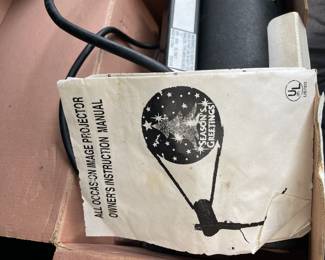 ALL OCCASION IMAGE PROJECTOR
OWNER'S INSTRUCTION MANUAL
SEASON'S
GREETINGS
UL